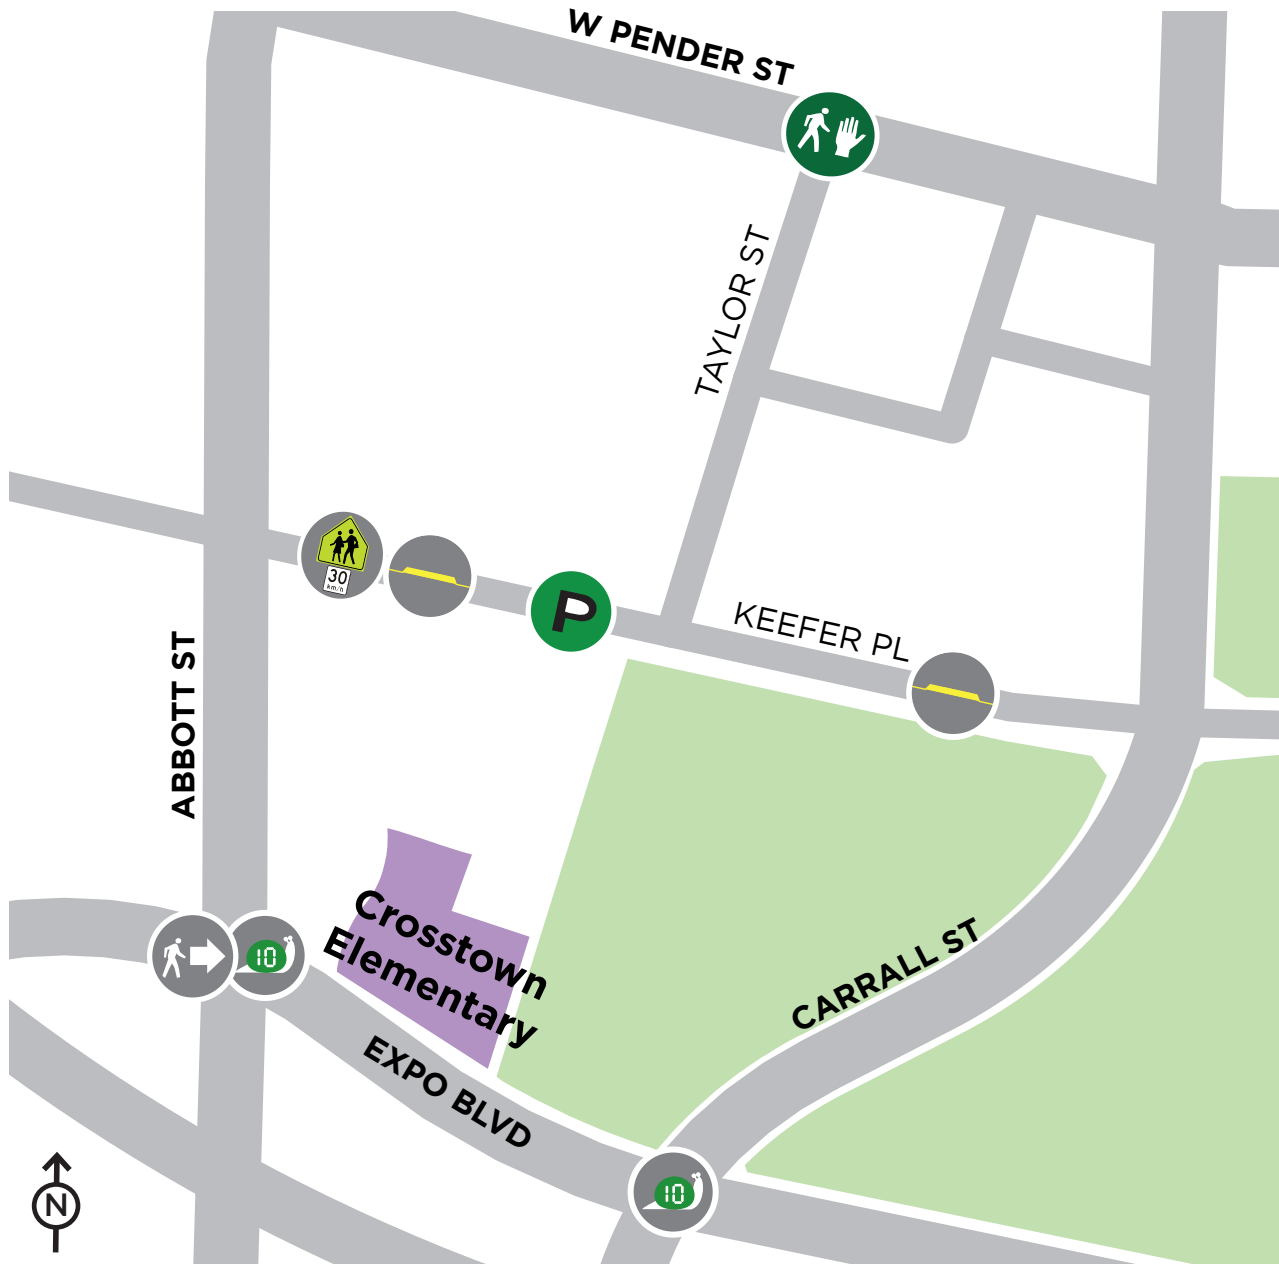 W PENDER ST
TAYLOR ST
30
km/h
P
KEEFER PL
ABBOTT ST
Crosstown
Elementary
10
CARRALL ST
EXPO BLVD
10
N